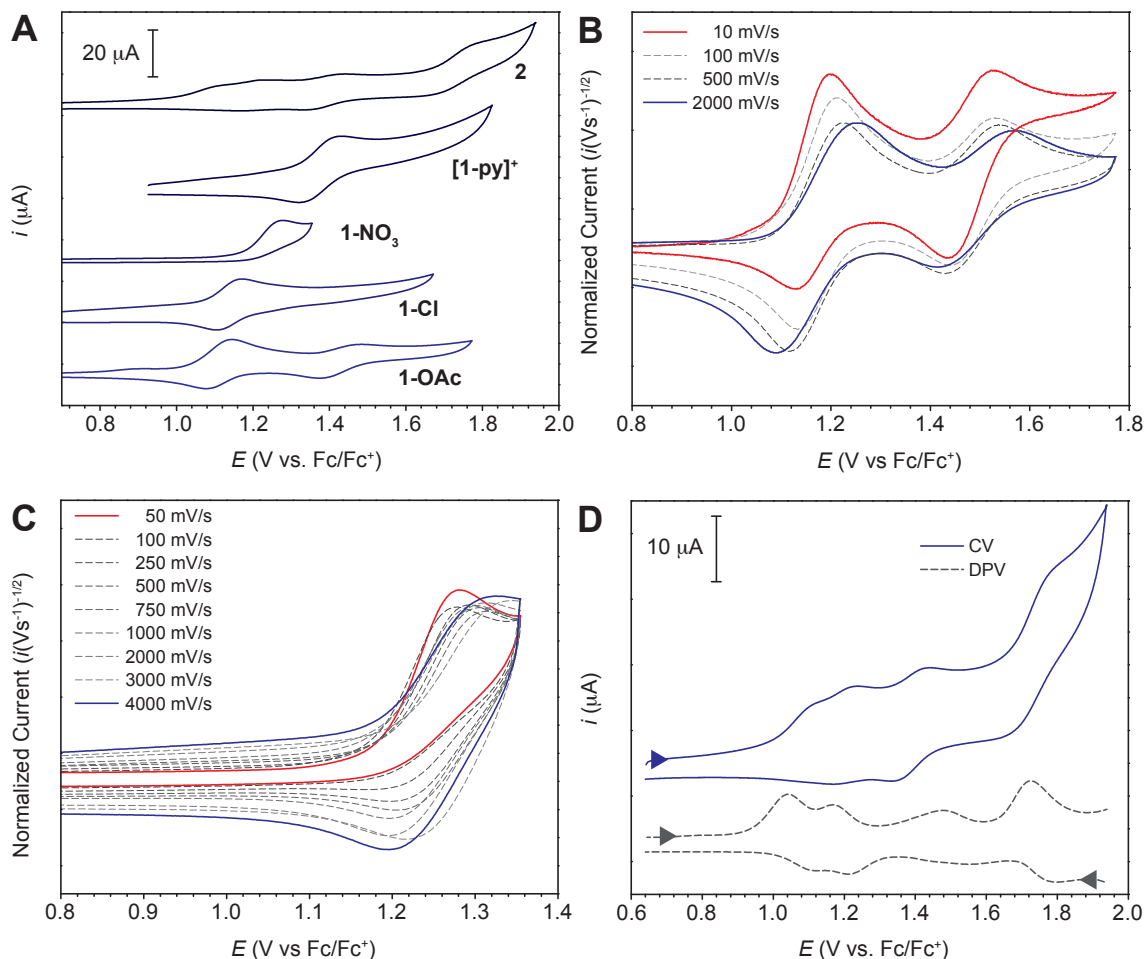 A
20 μA
2
[1-py]⁺
1-NO₃
1-Cl
1-OAc
i (μA)
0.8 1.0 1.2 1.4 1.6 1.8 2.0
E (V vs. Fc/Fc⁺)
B
10 mV/s
100 mV/s
500 mV/s
2000 mV/s
Normalized Current (i(Vs⁻¹)⁻¹/²)
0.8 1.0 1.2 1.4 1.6 1.8
E (V vs Fc/Fc⁺)
C
50 mV/s
100 mV/s
250 mV/s
500 mV/s
750 mV/s
1000 mV/s
2000 mV/s
3000 mV/s
4000 mV/s
Normalized Current (i(Vs⁻¹)⁻¹/²)
0.8 0.9 1.0 1.1 1.2 1.3 1.4
E (V vs Fc/Fc⁺)
D
10 μA
CV
DPV
i (μA)
0.6 0.8 1.0 1.2 1.4 1.6 1.8 2.0
E (V vs. Fc/Fc⁺)